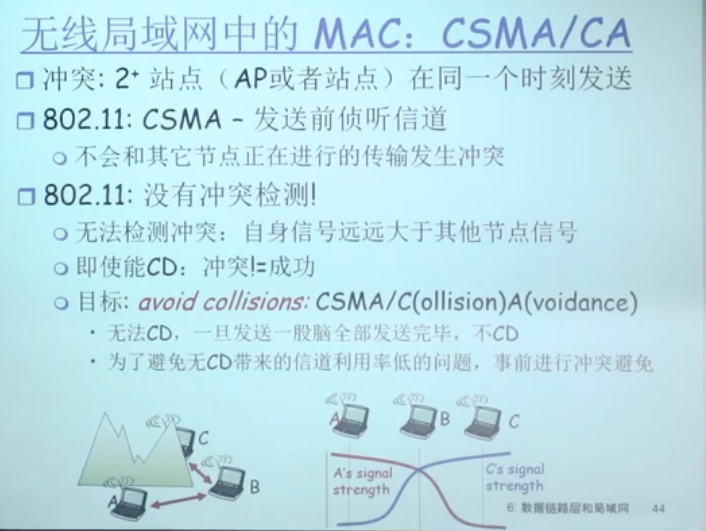 无线局域网中的 MAC：CSMA/CA
冲突: 2⁺ 站点（AP或者站点）在同一个时刻发送
802.11: CSMA – 发送前侦听信道
不会和其它节点正在进行的传输发生冲突
802.11: 没有冲突检测!
无法检测冲突：自身信号远远大于其他节点信号
即使能CD：冲突!=成功
目标: avoid collisions: CSMA/C(ollision)A(voidance)
无法CD，一旦发送一股脑全部发送完毕，不CD
为了避免无CD带来的信道利用率低的问题，事前进行冲突避免
C
B
A
A
B
C
A's signal
strength
C's signal
strength
6: 数据链路层和局域网 44